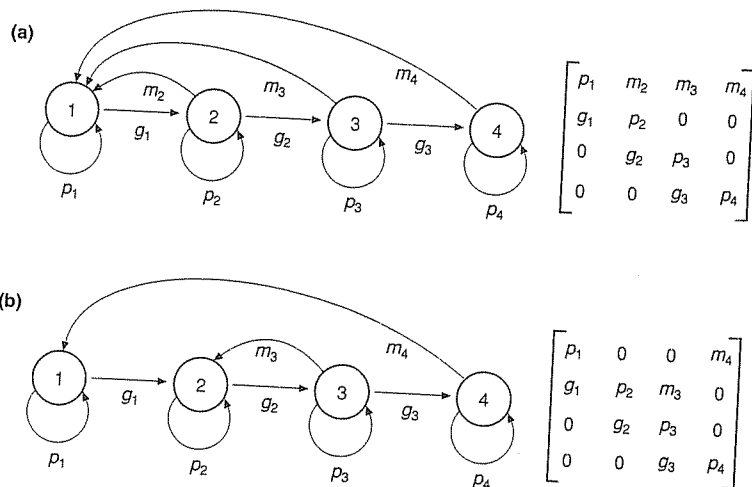 (a)
m₂ m₃ m₄
1 2 3 4
g₁ g₂ g₃
p₁ p₂ p₃ p₄
p₁ m₂ m₃ m₄
g₁ p₂ 0 0
0 g₂ p₃ 0
0 0 g₃ p₄
(b)
m₃ m₄
1 2 3 4
g₁ g₂ g₃
p₁ p₂ p₃ p₄
p₁ 0 0 m₄
g₁ p₂ m₃ 0
0 g₂ p₃ 0
0 0 g₃ p₄